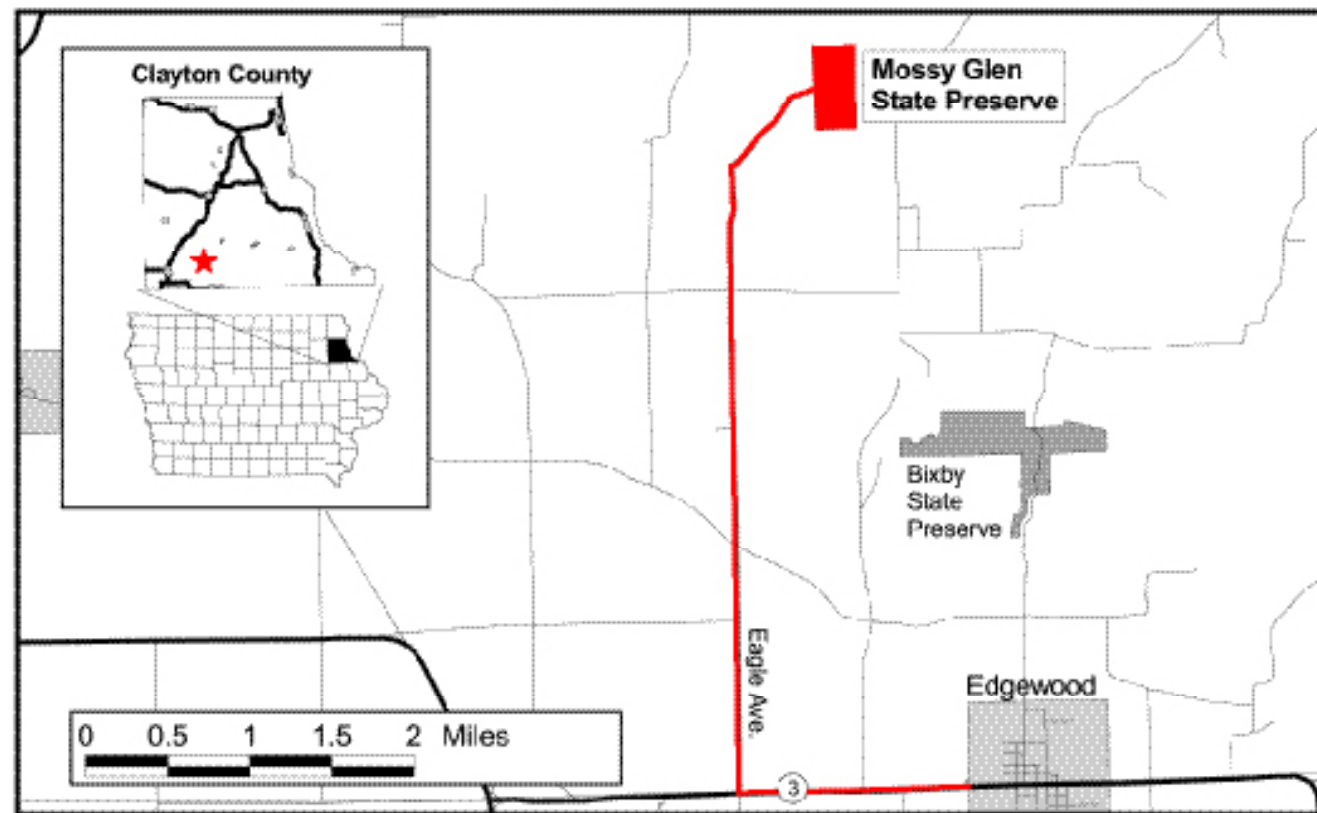 Clayton County
Mossy Glen
State Preserve
Bixby
State
Preserve
Eagle Ave.
Edgewood
0 0.5 1 1.5 2 Miles
3